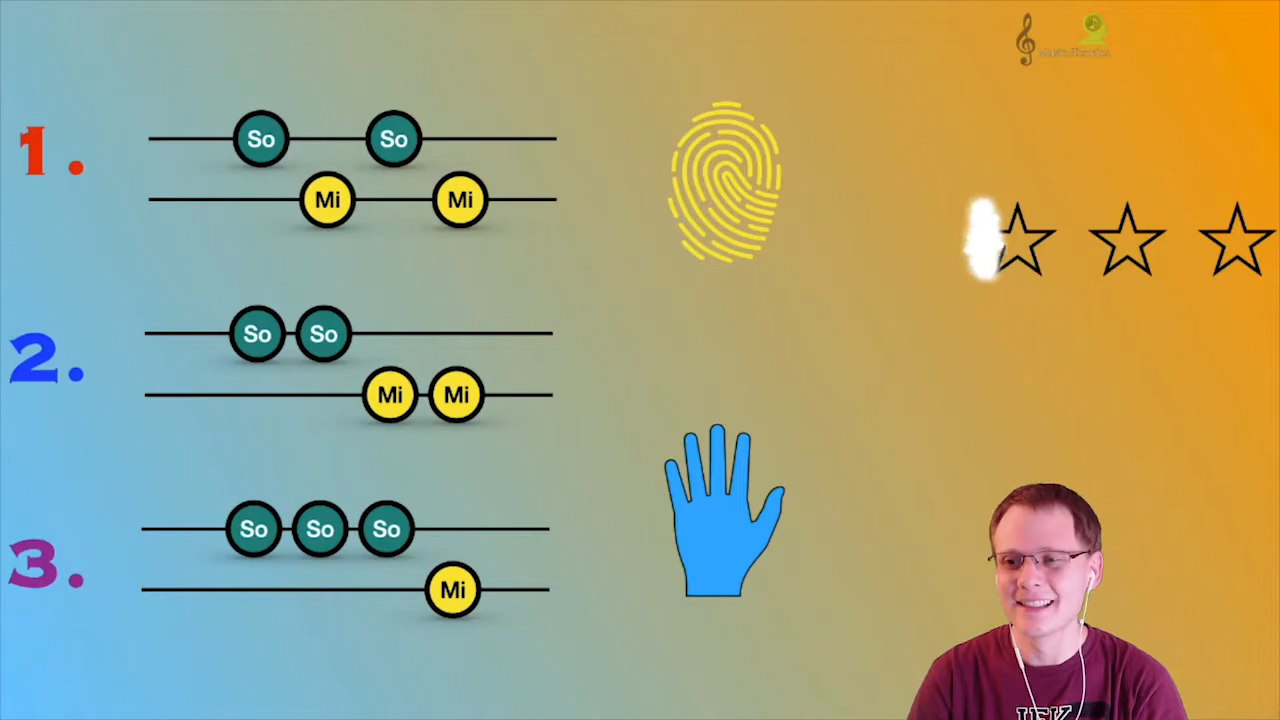 1.
So So
Mi Mi
2.
So So
Mi Mi
3.
So So So
Mi